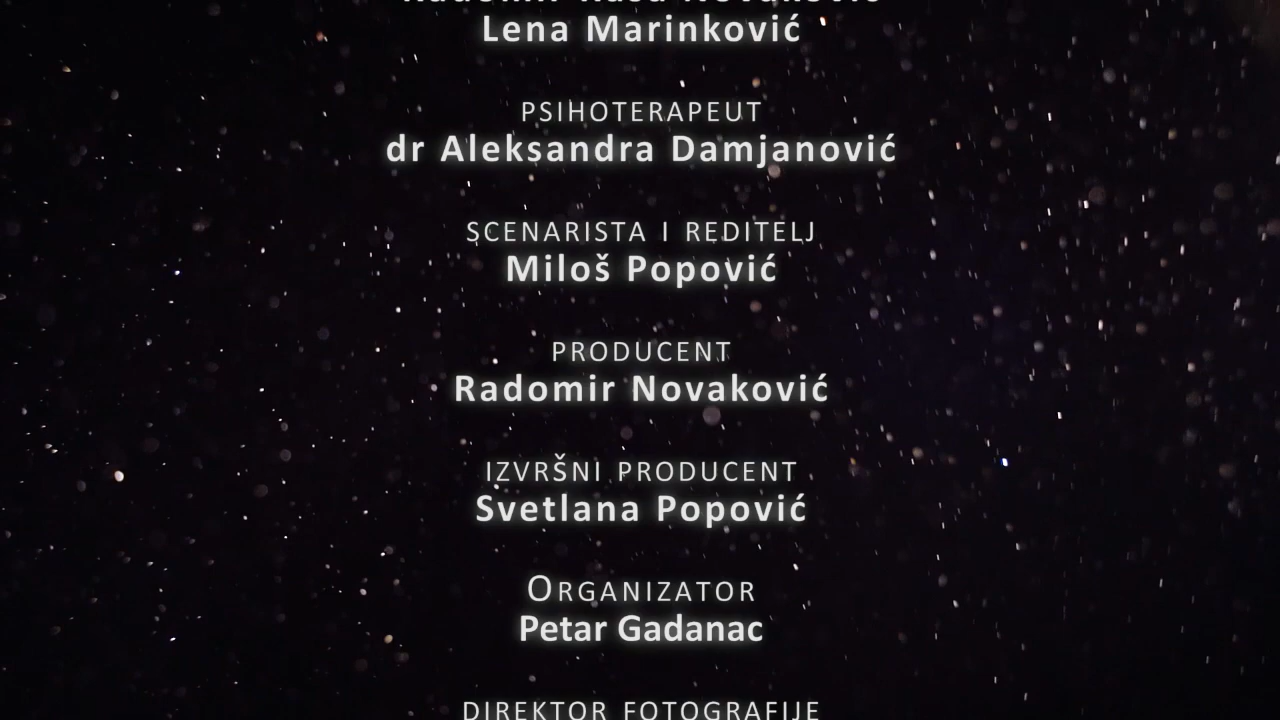 Lena Marinković
PSIHOTERAPEUT
dr Aleksandra Damjanović
SCENARISTA I REDITELJ
Miloš Popović
PRODUCENT
Radomir Novaković
IZVRŠNI PRODUCENT
Svetlana Popović
ORGANIZATOR
Petar Gadanac
DIREKTOR FOTOGRAFIJE